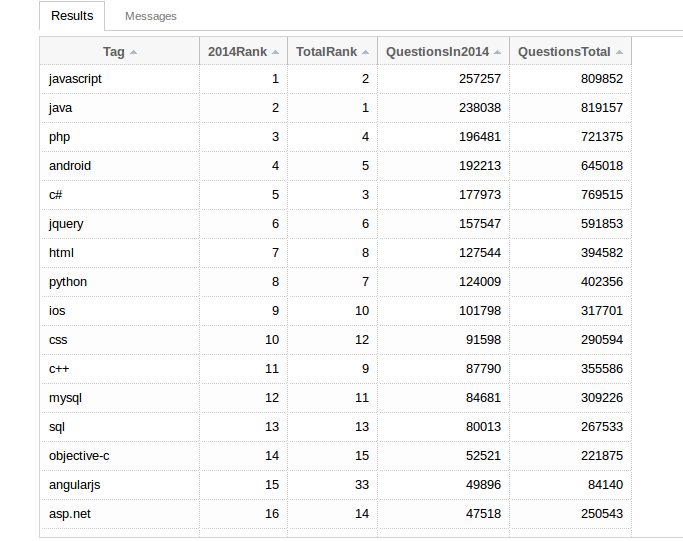 Results Messages
Tag 2014Rank TotalRank QuestionsIn2014 QuestionsTotal
javascript 1 2 257257 809852
java 2 1 238038 819157
php 3 4 196481 721375
android 4 5 192213 645018
c# 5 3 177973 769515
jquery 6 6 157547 591853
html 7 8 127544 394582
python 8 7 124009 402356
ios 9 10 101798 317701
css 10 12 91598 290594
c++ 11 9 87790 355586
mysql 12 11 84681 309226
sql 13 13 80013 267533
objective-c 14 15 52521 221875
angularjs 15 33 49896 84140
asp.net 16 14 47518 250543